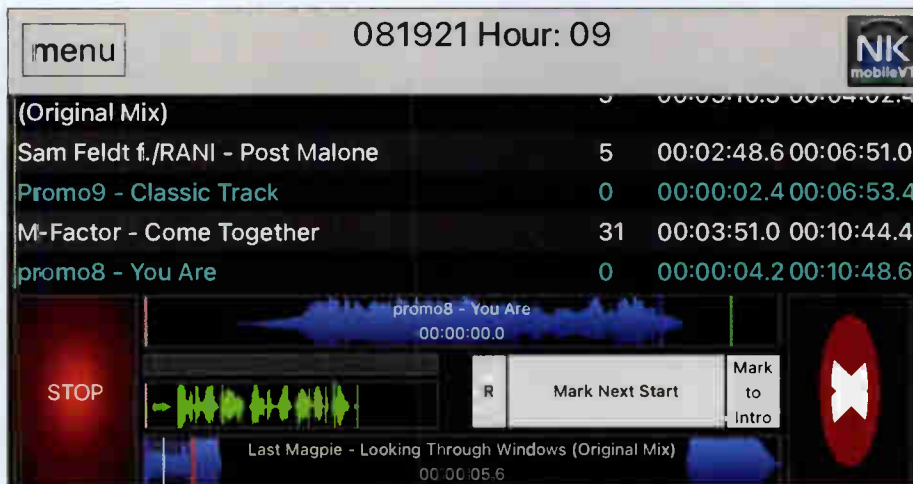 menu
081921 Hour: 09
NK
mobileVT
(Original Mix)
Sam Feldt f./RANI - Post Malone 5 00:02:48.6 00:06:51.0
Promo9 - Classic Track 0 00:00:02.4 00:06:53.4
M-Factor - Come Together 31 00:03:51.0 00:10:44.4
promo8 - You Are 0 00:00:04.2 00:10:48.6
promo8 - You Are
00:00:00.0
STOP
R
Mark Next Start
Mark
to
Intro
Last Magpie - Looking Through Windows (Original Mix)
00:00:05.6